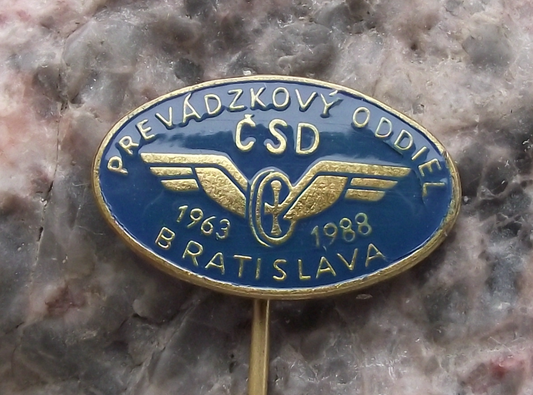 PREVÁDZKOVÝ ODDIEL
ČSD
1963 1988
BRATISLAVA